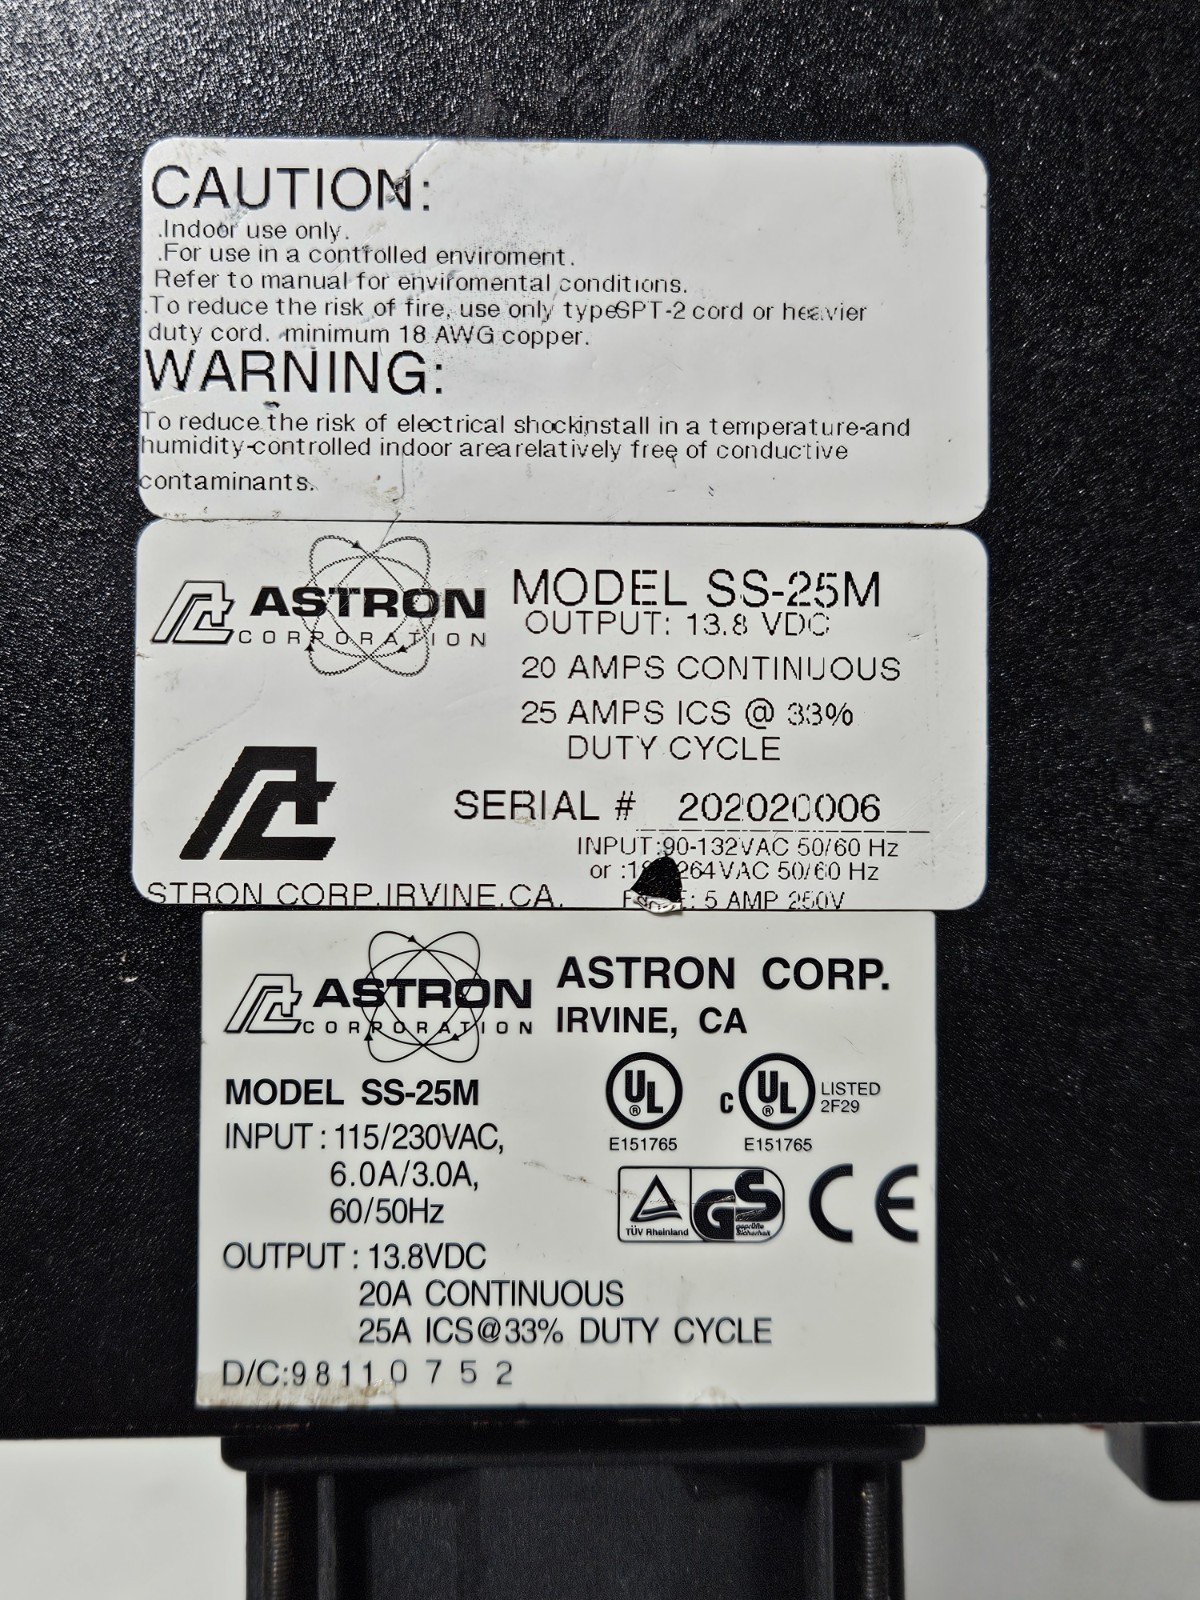 CAUTION:
.Indoor use only.
.For use in a controlled enviroment.
Refer to manual for enviromental conditions.
.To reduce the risk of fire, use only typeSPT-2 cord or heavier
duty cord. minimum 18 AWG copper.
WARNING:
To reduce the risk of electrical shockinstall in a temperature-and
humidity-controlled indoor arearelatively free of conductive
contaminants.
ASTRON
CORPORATION
MODEL SS-25M
OUTPUT: 13.8 VDC
20 AMPS CONTINUOUS
25 AMPS ICS @ 33%
DUTY CYCLE
SERIAL # 202020006
INPUT:90-132VAC 50/60 Hz
or 264VAC 50/60 Hz
STRON CORP.IRVINE,CA.
5 AMP 250V
ASTRON
CORPORATION
ASTRON CORP.
IRVINE, CA
MODEL SS-25M
INPUT : 115/230VAC,
6.0A/3.0A,
60/50Hz
OUTPUT : 13.8VDC
20A CONTINUOUS
25A ICS@33% DUTY CYCLE
D/C:98110752
UL ®
E151765
C UL ® LISTED
2F29
E151765
TÜV Rheinland
GS
geprüfte
Sicherheit
CE